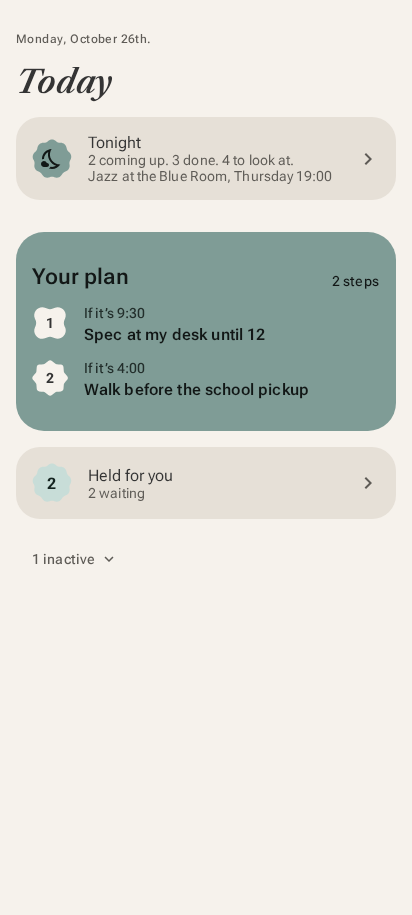 Monday, October 26th.
Today
Tonight
2 coming up. 3 done. 4 to look at.
Jazz at the Blue Room, Thursday 19:00
Your plan
2 steps
1
If it's 9:30
Spec at my desk until 12
2
If it's 4:00
Walk before the school pickup
2
Held for you
2 waiting
1 inactive